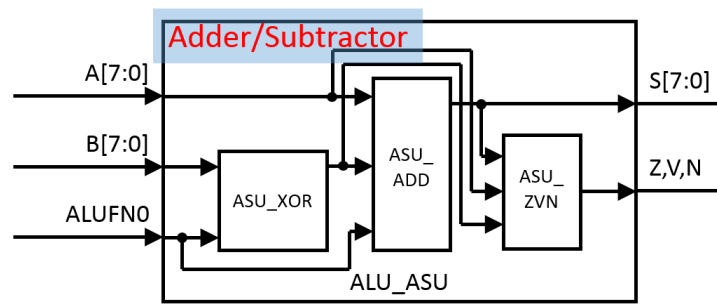 Adder/Subtractor
A[7:0]
S[7:0]
B[7:0]
ASU_
ADD
ASU_XOR
ASU_
ZVN
Z,V,N
ALUFN0
ALU_ASU